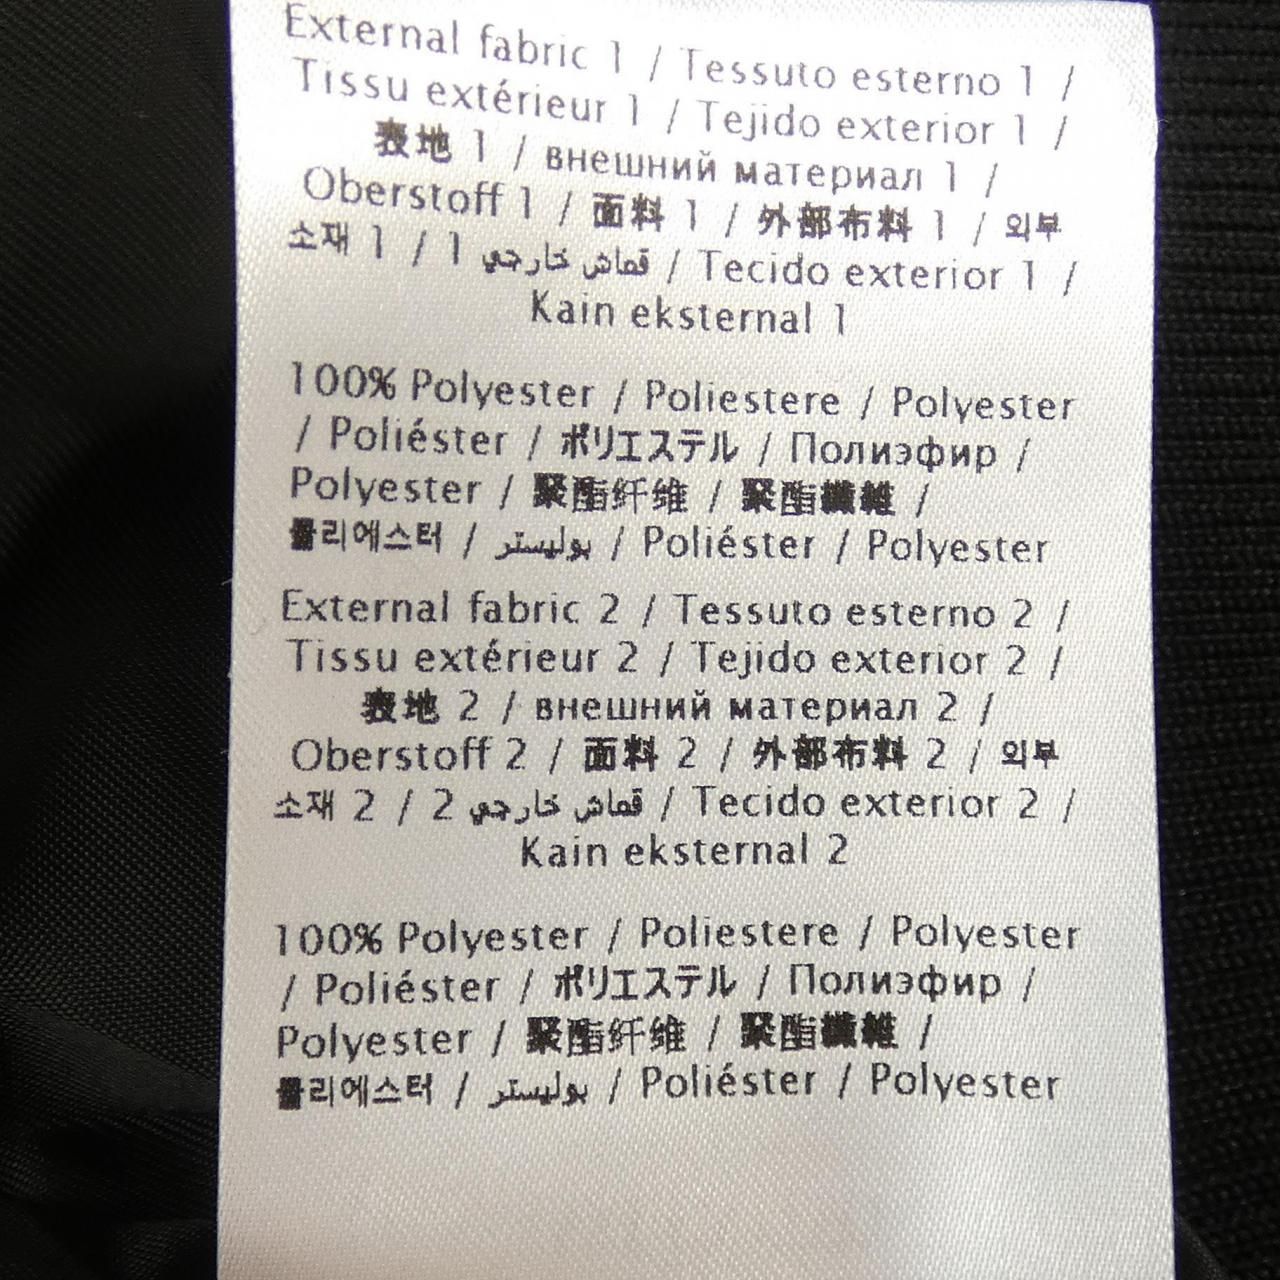 External fabric 1 / Tessuto esterno 1 /
Tissu extérieur 1 / Tejido exterior 1 /
表地 1 / внешний материал 1 /
Oberstoff 1 / 面料 1 / 外部布料 1 / 외부
소재 1 / 1 قماش خارجي / Tecido exterior 1 /
Kain eksternal 1
100% Polyester / Poliestere / Polyester
/ Poliéster / ポリエステル / Полиэфир /
Polyester / 聚酯纤维 / 聚酯纖維 /
폴리에스터 / بوليستر / Poliéster / Polyester
External fabric 2 / Tessuto esterno 2 /
Tissu extérieur 2 / Tejido exterior 2 /
表地 2 / внешний материал 2 /
Oberstoff 2 / 面料 2 / 外部布料 2 / 외부
소재 2 / 2 قماش خارجي / Tecido exterior 2 /
Kain eksternal 2
100% Polyester / Poliestere / Polyester
/ Poliéster / ポリエステル / Полиэфир /
Polyester / 聚酯纤维 / 聚酯纖維 /
폴리에스터 / بوليستر / Poliéster / Polyester